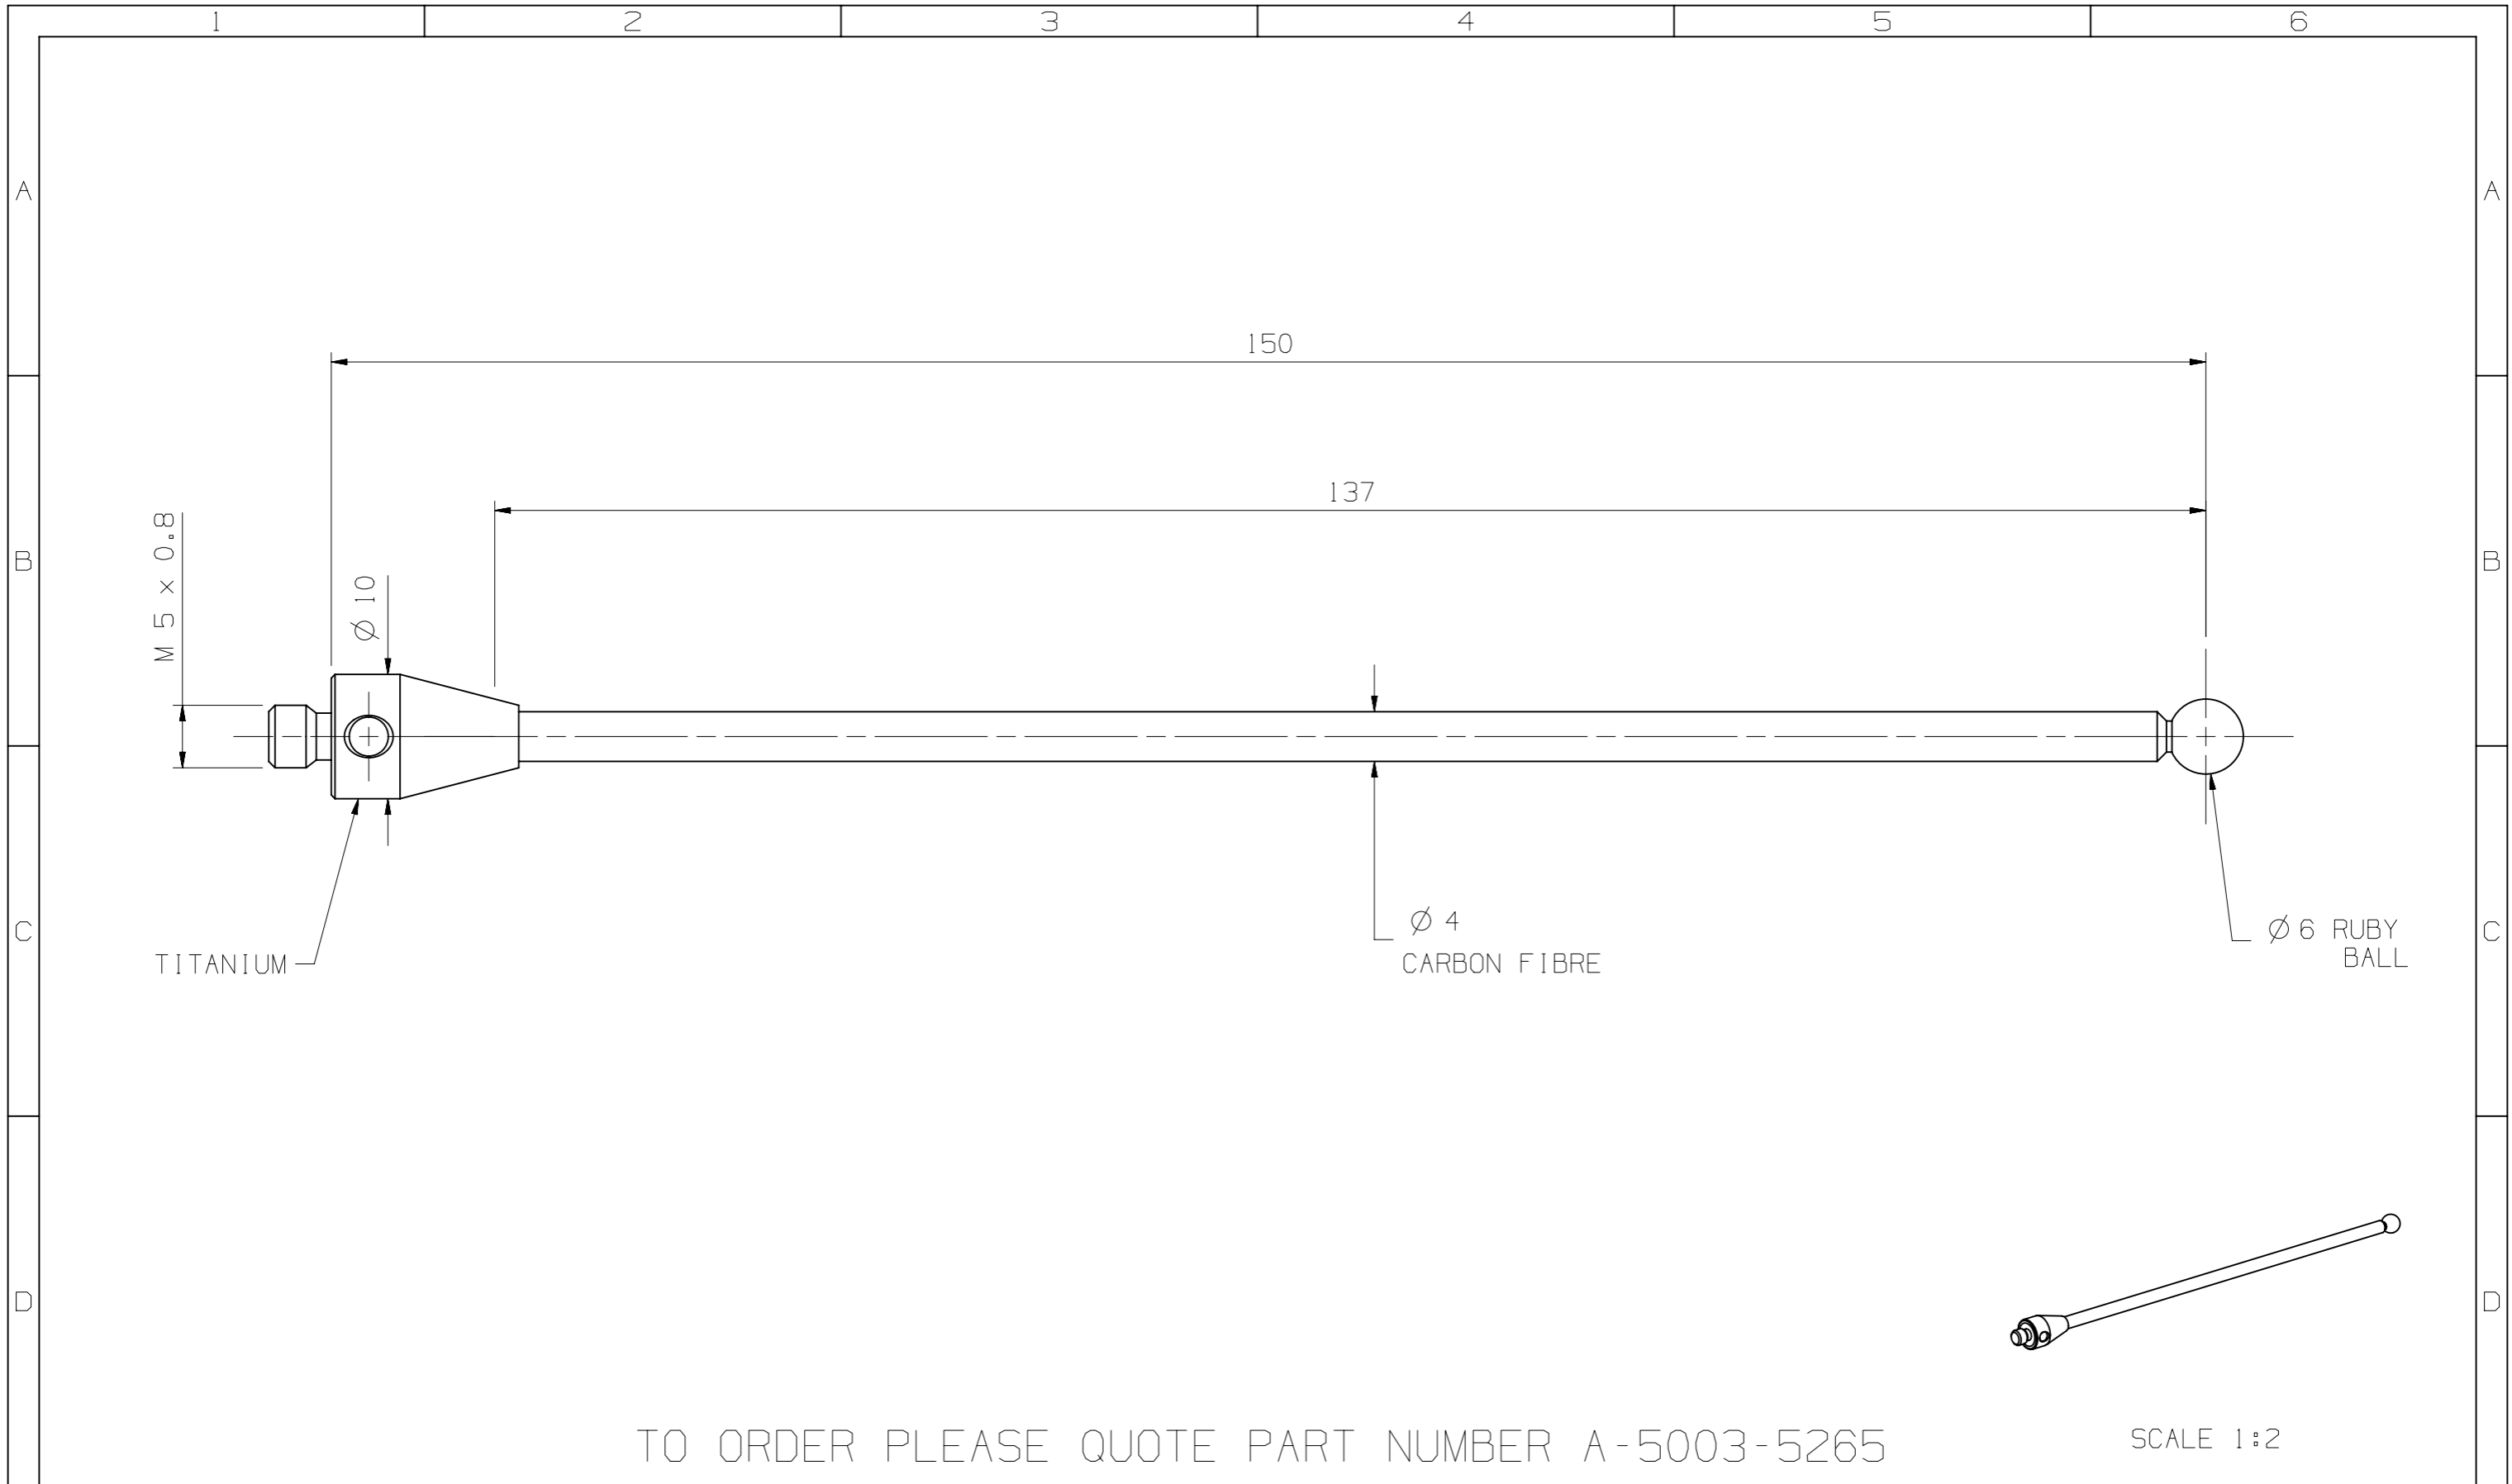 1 2 3 4 5 6
A A
150
137
M 5 x 0.8
Ø 10
B B
C C
TITANIUM
Ø 4
CARBON FIBRE
Ø 6 RUBY
BALL
D D
TO ORDER PLEASE QUOTE PART NUMBER A-5003-5265
SCALE 1:2